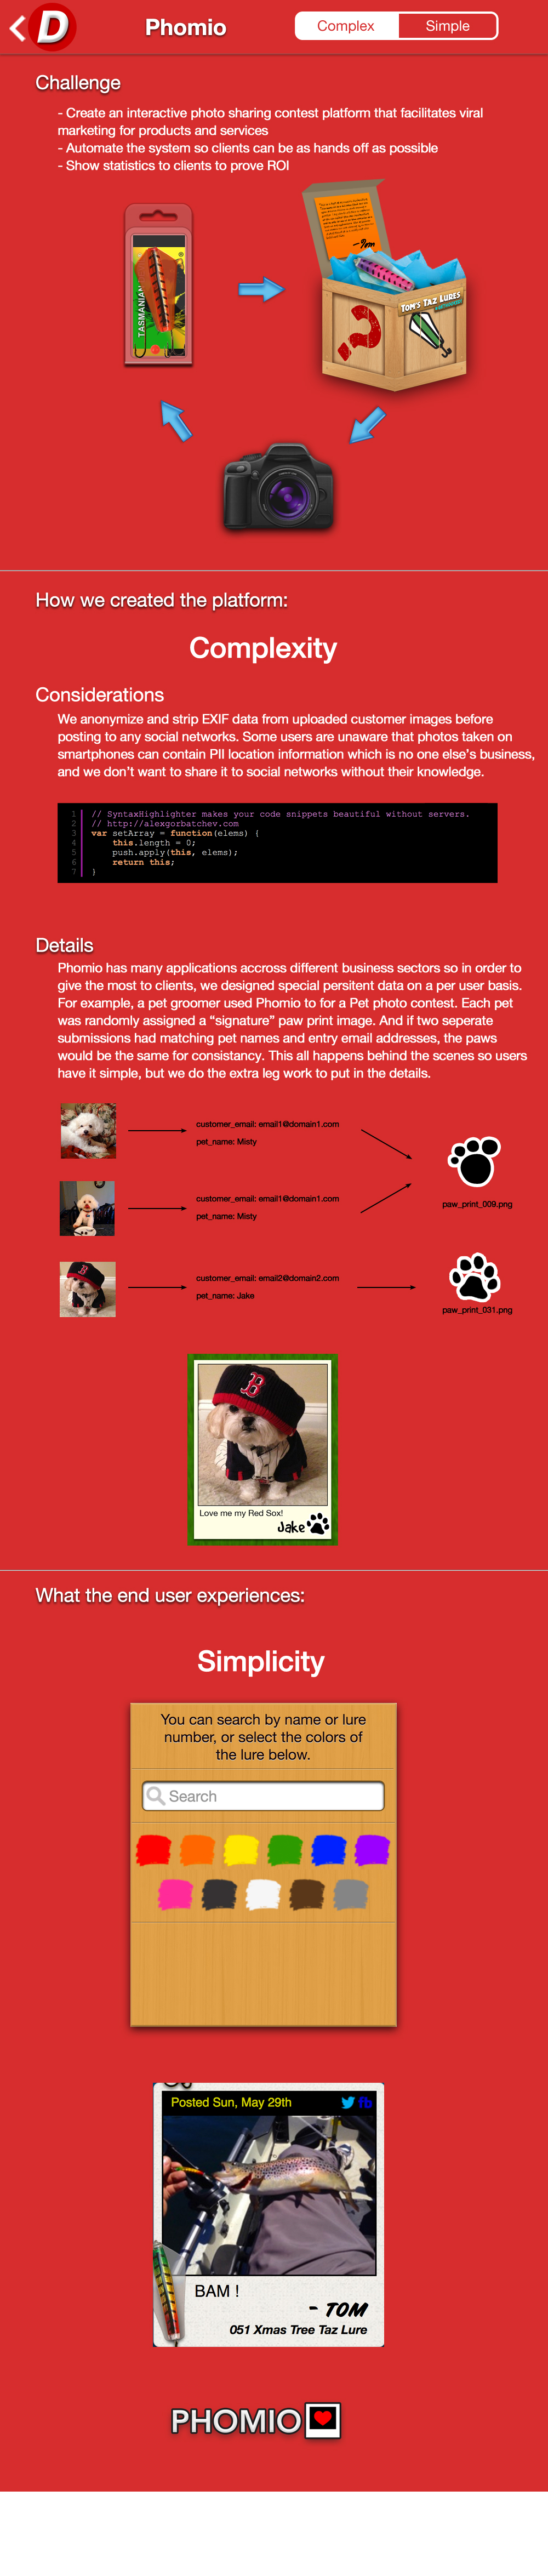 D
Phomio
Complex
Simple
Challenge
- Create an interactive photo sharing contest platform that facilitates viral
marketing for products and services
- Automate the system so clients can be as hands off as possible
- Show statistics to clients to prove ROI
TASMANIAN
- Tom
?
TOM'S TAZ LURES
How we created the platform:
Complexity
Considerations
We anonymize and strip EXIF data from uploaded customer images before
posting to any social networks. Some users are unaware that photos taken on
smartphones can contain PII location information which is no one else's business,
and we don't want to share it to social networks without their knowledge.
1 // SyntaxHighlighter makes your code snippets beautiful without servers.
2 // http://alexgorbatchev.com
3 var setArray = function(elems) {
4 this.length = 0;
5 push.apply(this, elems);
6 return this;
7 }
Details
Phomio has many applications accross different business sectors so in order to
give the most to clients, we designed special persitent data on a per user basis.
For example, a pet groomer used Phomio to for a Pet photo contest. Each pet
was randomly assigned a “signature” paw print image. And if two seperate
submissions had matching pet names and entry email addresses, the paws
would be the same for consistancy. This all happens behind the scenes so users
have it simple, but we do the extra leg work to put in the details.
customer_email: email1@domain1.com
pet_name: Misty
customer_email: email1@domain1.com
pet_name: Misty
paw_print_009.png
customer_email: email2@domain2.com
pet_name: Jake
paw_print_031.png
B
Love me my Red Sox!
Jake
What the end user experiences:
Simplicity
You can search by name or lure
number, or select the colors of
the lure below.
Search
Posted Sun, May 29th
fb
BAM !
- TOM
051 Xmas Tree Taz Lure
PHOMIO